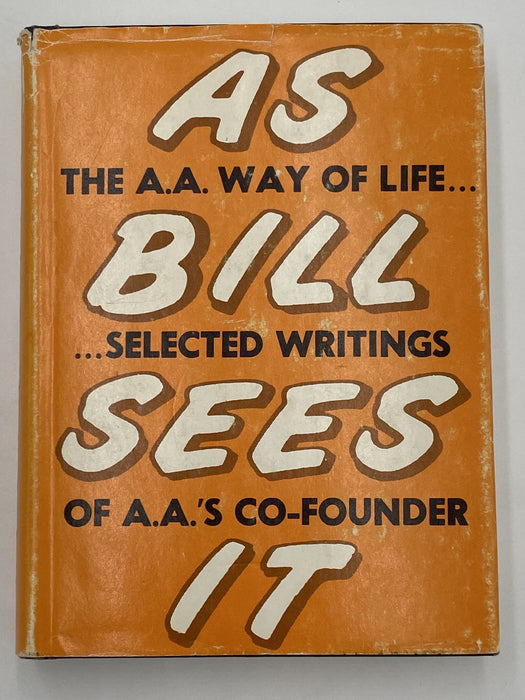 AS
THE A.A. WAY OF LIFE...
BILL
...SELECTED WRITINGS
SEES
OF A.A.'S CO-FOUNDER
IT